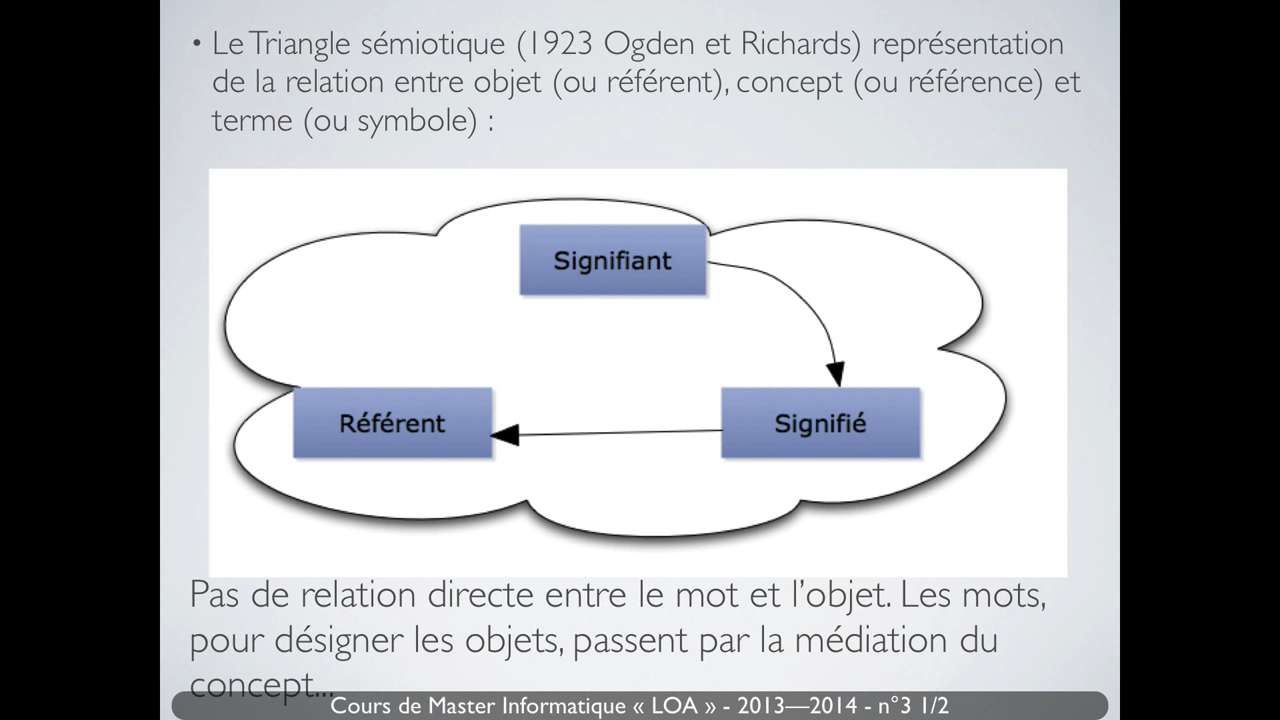 • Le Triangle sémiotique (1923 Ogden et Richards) représentation
de la relation entre objet (ou référent), concept (ou référence) et
terme (ou symbole) :
Signifiant
Référent
Signifié
Pas de relation directe entre le mot et l’objet. Les mots,
pour désigner les objets, passent par la médiation du
concept...
Cours de Master Informatique « LOA » - 2013—2014 - n°3 1/2